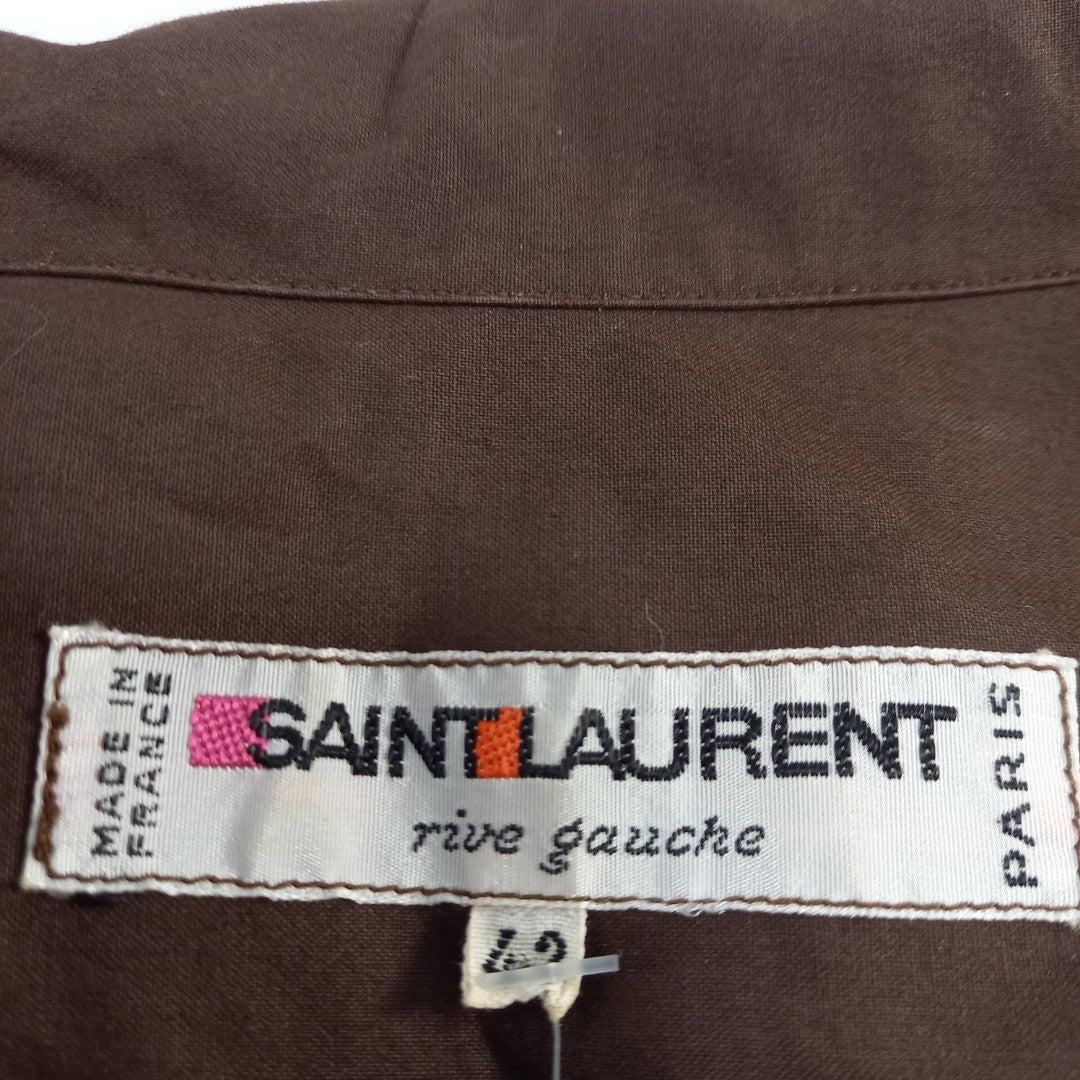 MADE IN
FRANCE
SAINT LAURENT
rive gauche
PARIS
42